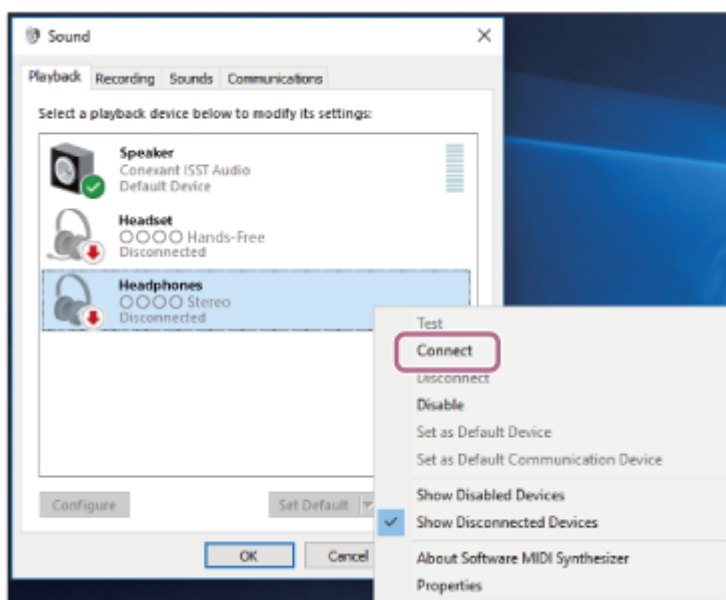 Sound
Playback Recording Sounds Communications
Select a playback device below to modify its settings:
Speaker
Conexant ISST Audio
Default Device
Headset
○○○○ Hands-Free
Disconnected
Headphones
○○○○ Stereo
Disconnected
Test
Connect
Disconnect
Disable
Set as Default Device
Set as Default Communication Device
Show Disabled Devices
Show Disconnected Devices
About Software MIDI Synthesizer
Properties
Configure Set Default
OK Cancel